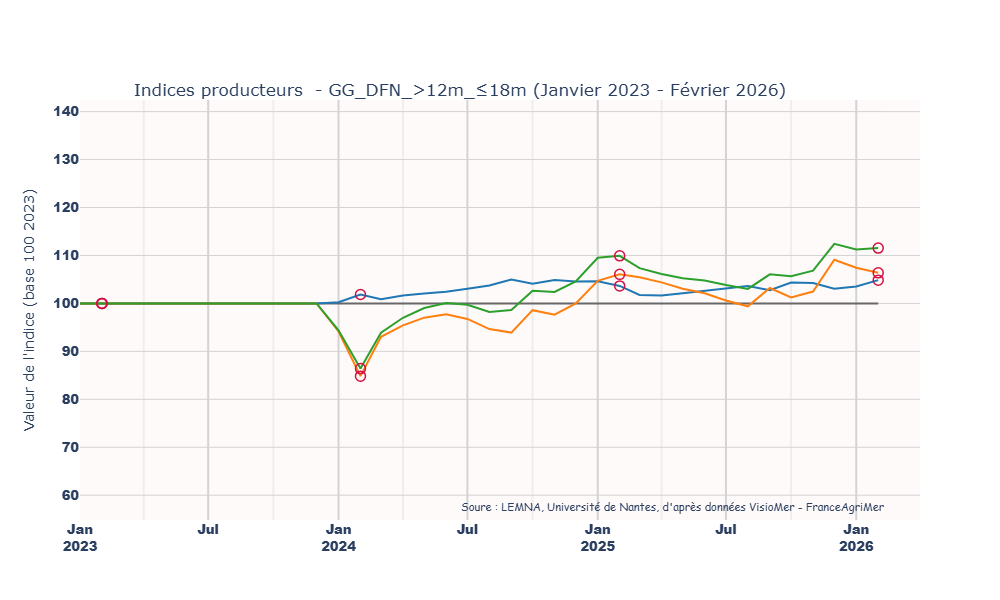 Indices producteurs  - GG_DFN_>12m_≤18m (Janvier 2023 - Février 2026)
Valeur de l'indice (base 100 2023)
140
130
120
110
100
90
80
70
60
Soure : LEMNA, Université de Nantes, d'après données VisioMer - FranceAgriMer
Jan Jul Jan Jul Jan Jul Jan
2023 2024 2025 2026